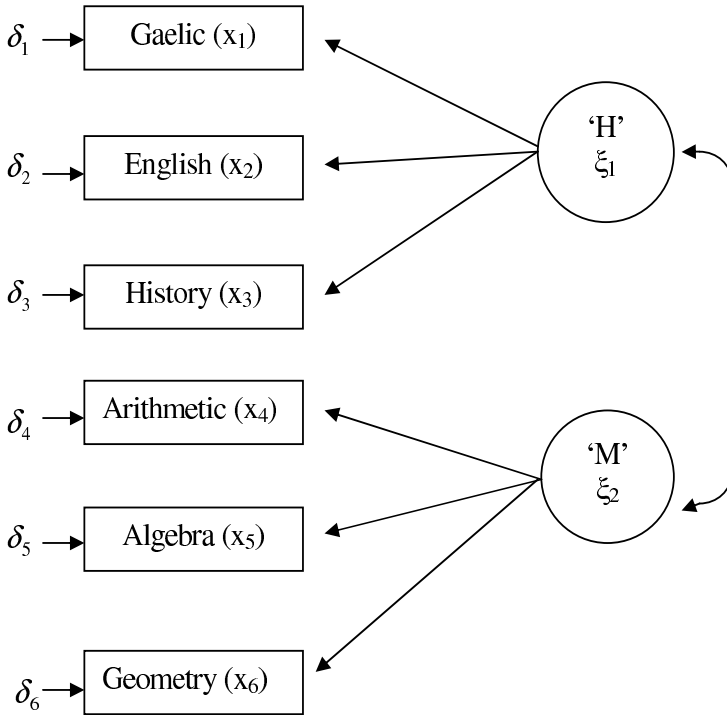 δ₁ Gaelic (x₁)
‘H’
ξ₁
δ₂ English (x₂)
δ₃ History (x₃)
δ₄ Arithmetic (x₄)
‘M’
ξ₂
δ₅ Algebra (x₅)
δ₆ Geometry (x₆)